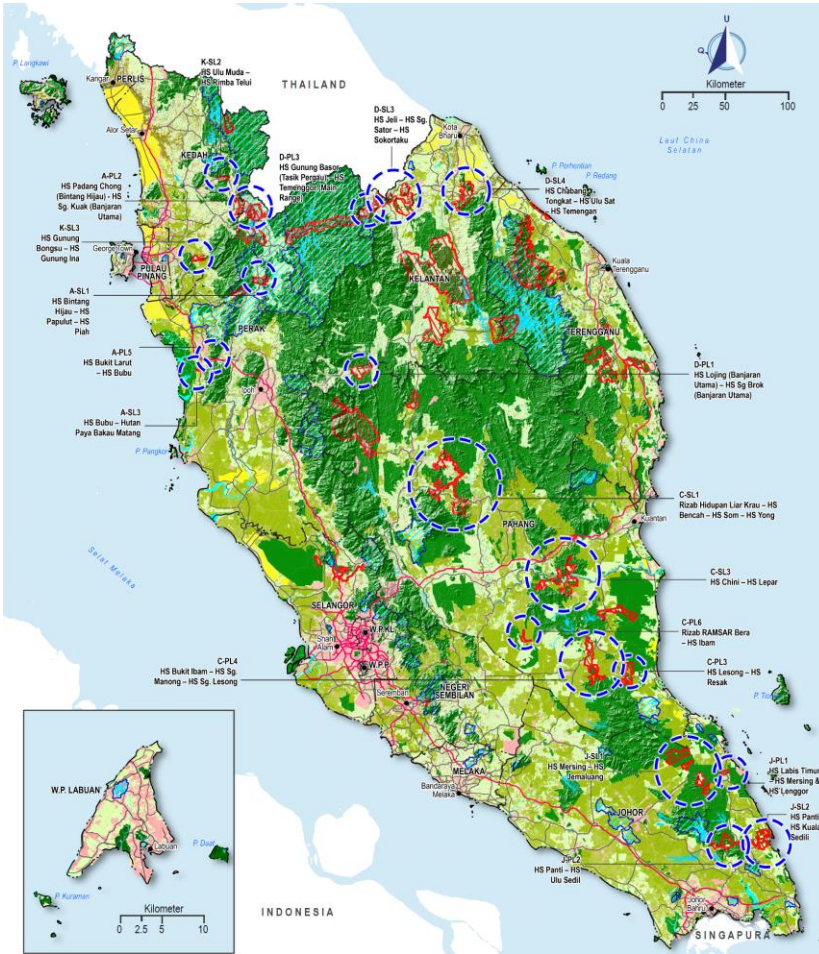 U
Q
Kilometer
0 50 100
P. Langkawi
Kangar
PERLIS
K-SL2
HS Ulu Muda –
HS Rimba Telui
THAILAND
Alor Setar
KEDAH
D-SL3
HS Jeli – HS Sg.
Sator – HS
Sokortaku
Kota
Bharu
Laut China
Selatan
P. Perhentian
P. Redang
A-PL2
HS Padang Chong
(Bintang Hijau) - HS
Sg. Kuak (Banjaran
Utama)
D-PL3
HS Gunung Basor
(Tasik Pergau) – HS
Temenggor (Main
Range)
D-SL4
HS Chabang
Tongkat – HS Ulu Sat
– HS Temengan
K-SL3
HS Gunung
Bongsu – HS
Gunung Ina
GeorgeTown
PULAU
PINANG
Kuala
Terengganu
KELANTAN
TERENGGANU
A-SL1
HS Bintang
Hijau – HS
Papulut – HS
Piah
PERAK
A-PL5
HS Bukit Larut
– HS Bubu
D-PL1
HS Lojing (Banjaran
Utama) – HS Sg Brok
(Banjaran Utama)
A-SL3
HS Bubu – Hutan
Paya Bakau Matang
P. Pangkor
C-SL1
Rizab Hidupan Liar Krau – HS
Bencah – HS Som – HS Yong
PAHANG
Kuantan
Selat Melaka
C-SL3
HS Chini – HS Lepar
SELANGOR
W.P.KL
Shah
Alam
W.P.P
C-PL6
Rizab RAMSAR Bera
– HS Ibam
C-PL4
HS Bukit Ibam – HS Sg.
Manong – HS Sg. Lesong
C-PL3
HS Lesong – HS
Resak
Seremban
NEGERI
SEMBILAN
MELAKA
Bandaraya
Melaka
J-SL1
HS Mersing – HS
Jemaluang
J-PL1
HS Labis Timur
– HS Mersing &
HS Lenggor
JOHOR
J-SL2
HS Panti
HS Kuala
Sedili
J-PL2
HS Panti – HS
Ulu Sedil
Johor
Bahru
SINGAPURA
INDONESIA
W.P. LABUAN
Labuan
P. Daat
P. Kuraman
Kilometer
0 2.5 5 10